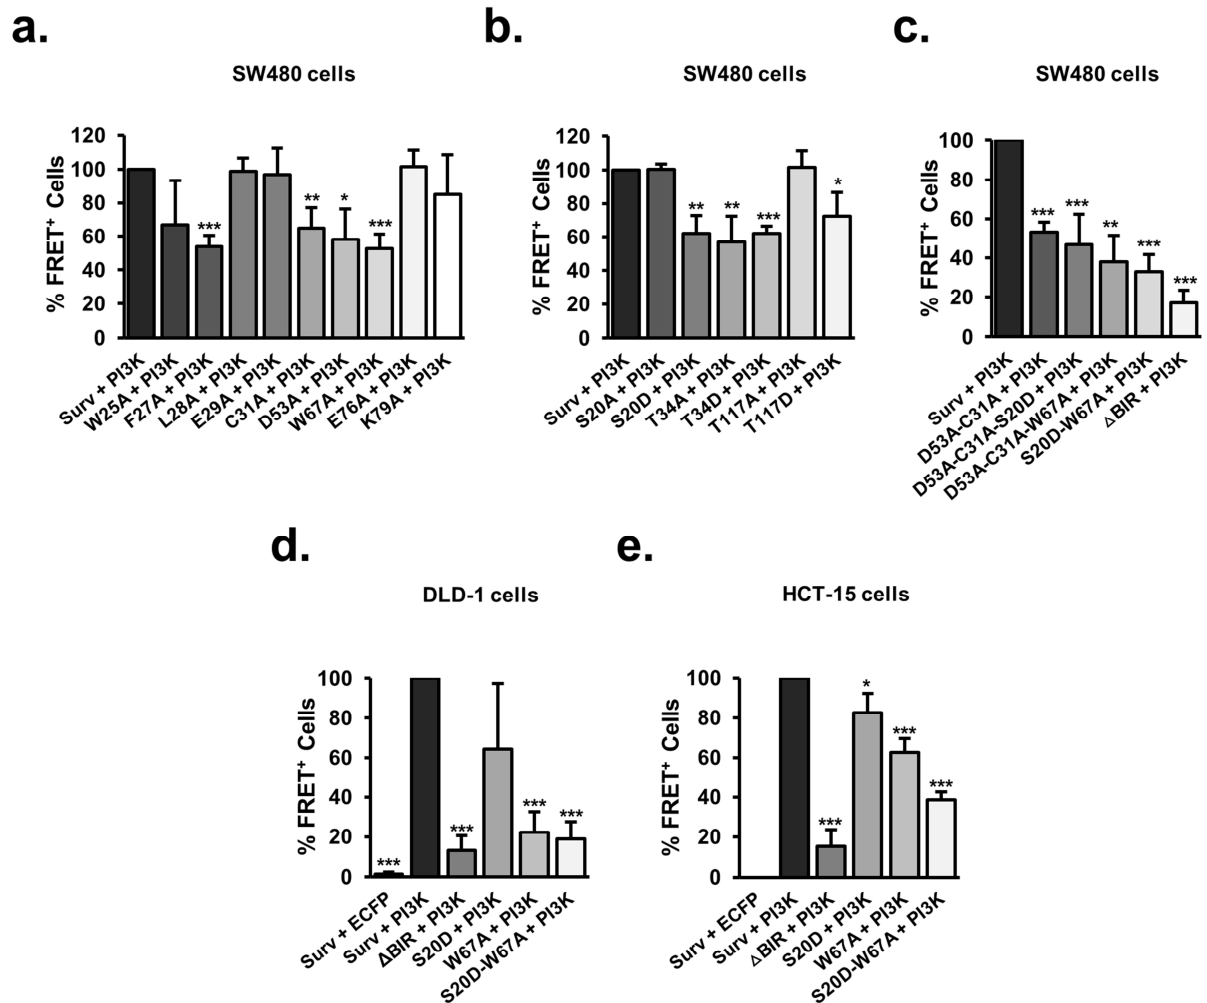 a.
SW480 cells
% FRET⁺ Cells
120
100
80
60
40
20
0
***
**
*
***
Surv + PI3K
W25A + PI3K
F27A + PI3K
L28A + PI3K
E29A + PI3K
C31A + PI3K
D53A + PI3K
W67A + PI3K
E76A + PI3K
K79A + PI3K
b.
SW480 cells
% FRET⁺ Cells
120
100
80
60
40
20
0
**
**
***
*
Surv + PI3K
S20A + PI3K
S20D + PI3K
T34A + PI3K
T34D + PI3K
T117A + PI3K
T117D + PI3K
c.
SW480 cells
% FRET⁺ Cells
100
80
60
40
20
0
***
***
**
***
***
Surv + PI3K
D53A-C31A + PI3K
D53A-C31A-S20D + PI3K
D53A-C31A-W67A + PI3K
S20D-W67A + PI3K
△BIR + PI3K
d.
DLD-1 cells
% FRET⁺ Cells
100
80
60
40
20
0
***
***
***
***
Surv + ECFP
Surv + PI3K
ΔBIR + PI3K
S20D + PI3K
W67A + PI3K
S20D-W67A + PI3K
e.
HCT-15 cells
% FRET⁺ Cells
100
80
60
40
20
0
***
*
***
***
Surv + ECFP
Surv + PI3K
△BIR + PI3K
S20D + PI3K
W67A + PI3K
S20D-W67A + PI3K